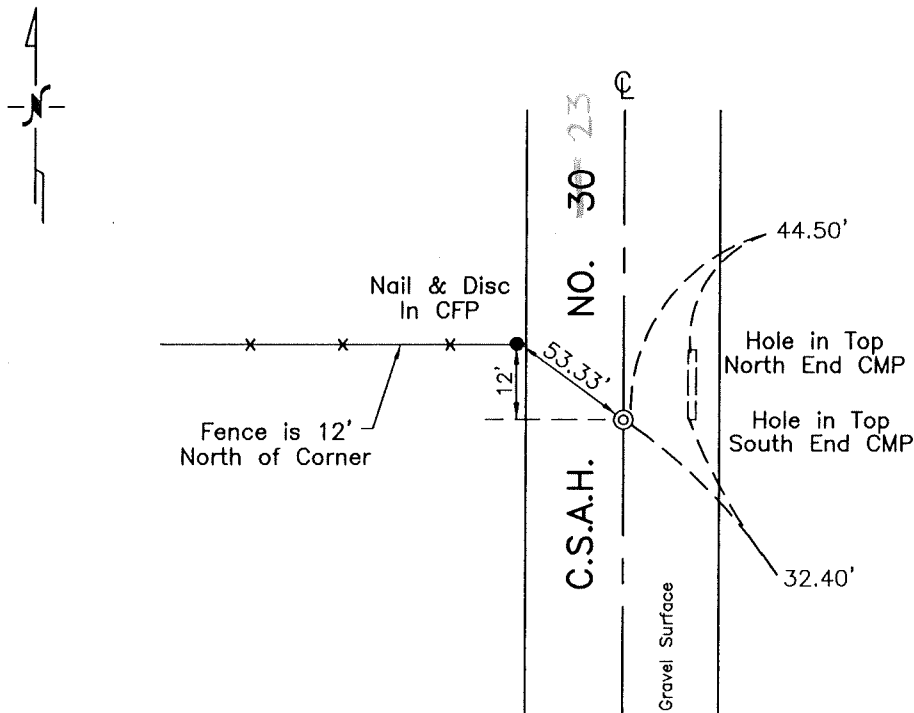 N
℄
C.S.A.H. NO. 30 23
44.50'
Nail & Disc
In CFP
53.33'
12'
Hole in Top
North End CMP
Fence is 12'
North of Corner
Hole in Top
South End CMP
32.40'
Gravel Surface